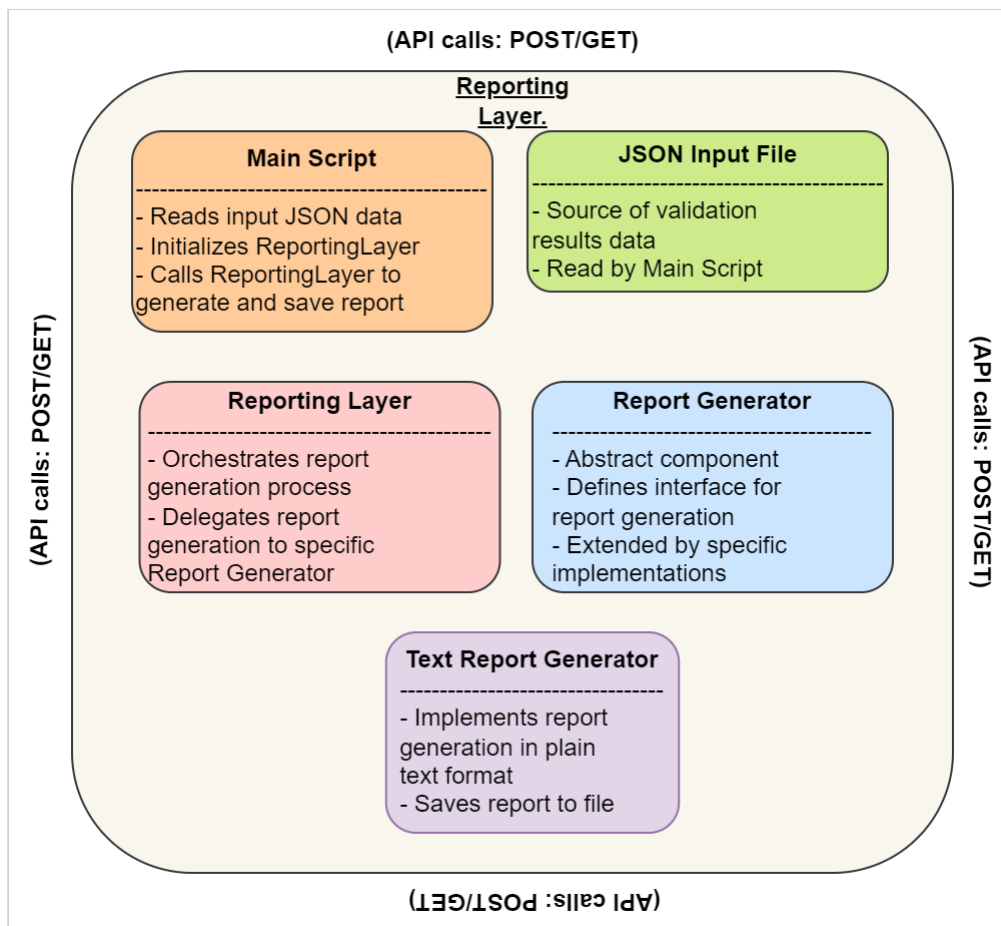 (API calls: POST/GET)
Reporting
Layer.
Main Script
--------------------------------------------
- Reads input JSON data
- Initializes ReportingLayer
- Calls ReportingLayer to
generate and save report
JSON Input File
--------------------------------------------
- Source of validation
results data
- Read by Main Script
(API calls: POST/GET)
(API calls: POST/GET)
Reporting Layer
-------------------------------------------
- Orchestrates report
generation process
- Delegates report
generation to specific
Report Generator
Report Generator
----------------------------------------
- Abstract component
- Defines interface for
report generation
- Extended by specific
implementations
Text Report Generator
---------------------------------
- Implements report
generation in plain
text format
- Saves report to file
(API calls: POST/GET)